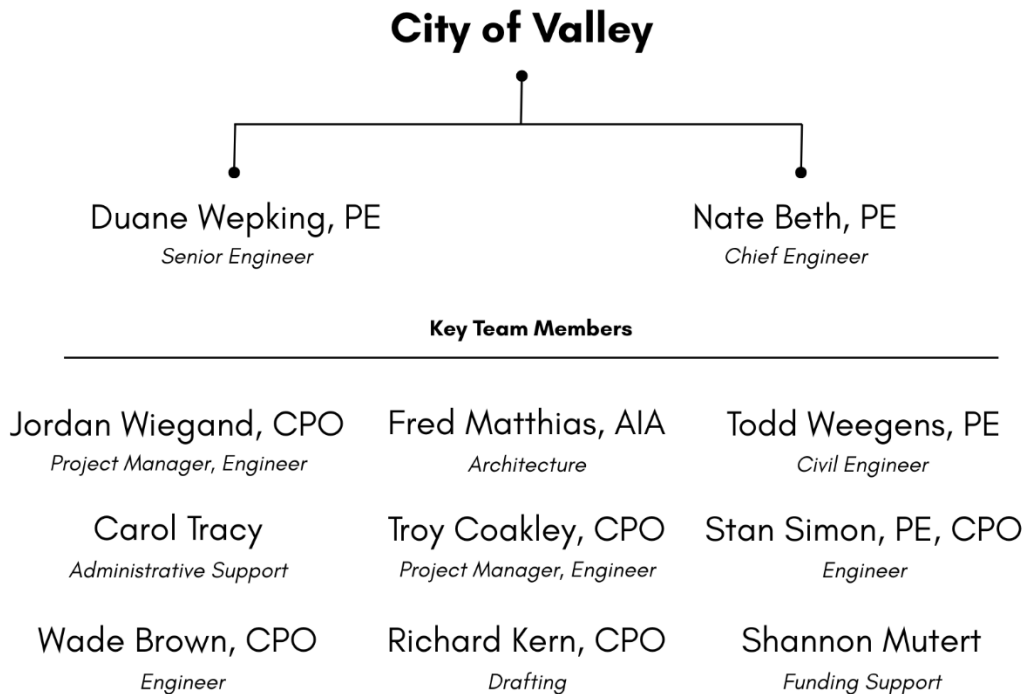 City of Valley
Duane Wepking, PE
Senior Engineer
Nate Beth, PE
Chief Engineer
Key Team Members
Jordan Wiegand, CPO
Project Manager, Engineer
Fred Matthias, AIA
Architecture
Todd Weegens, PE
Civil Engineer
Carol Tracy
Administrative Support
Troy Coakley, CPO
Project Manager, Engineer
Stan Simon, PE, CPO
Engineer
Wade Brown, CPO
Engineer
Richard Kern, CPO
Drafting
Shannon Mutert
Funding Support